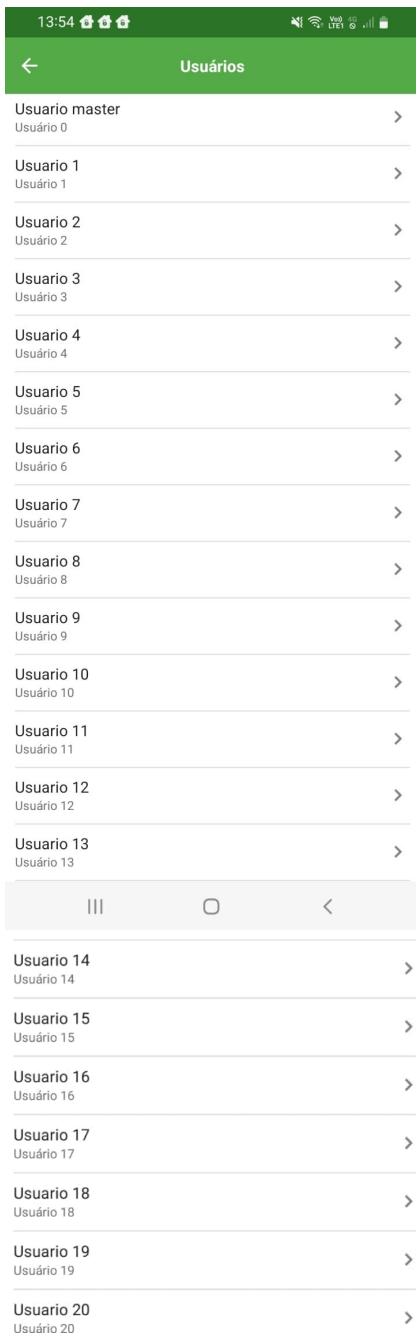 13:54
Vo))
LTE1
4G
Usuários
Usuario master
Usuário 0
Usuario 1
Usuário 1
Usuario 2
Usuário 2
Usuario 3
Usuário 3
Usuario 4
Usuário 4
Usuario 5
Usuário 5
Usuario 6
Usuário 6
Usuario 7
Usuário 7
Usuario 8
Usuário 8
Usuario 9
Usuário 9
Usuario 10
Usuário 10
Usuario 11
Usuário 11
Usuario 12
Usuário 12
Usuario 13
Usuário 13
Usuario 14
Usuário 14
Usuario 15
Usuário 15
Usuario 16
Usuário 16
Usuario 17
Usuário 17
Usuario 18
Usuário 18
Usuario 19
Usuário 19
Usuario 20
Usuário 20